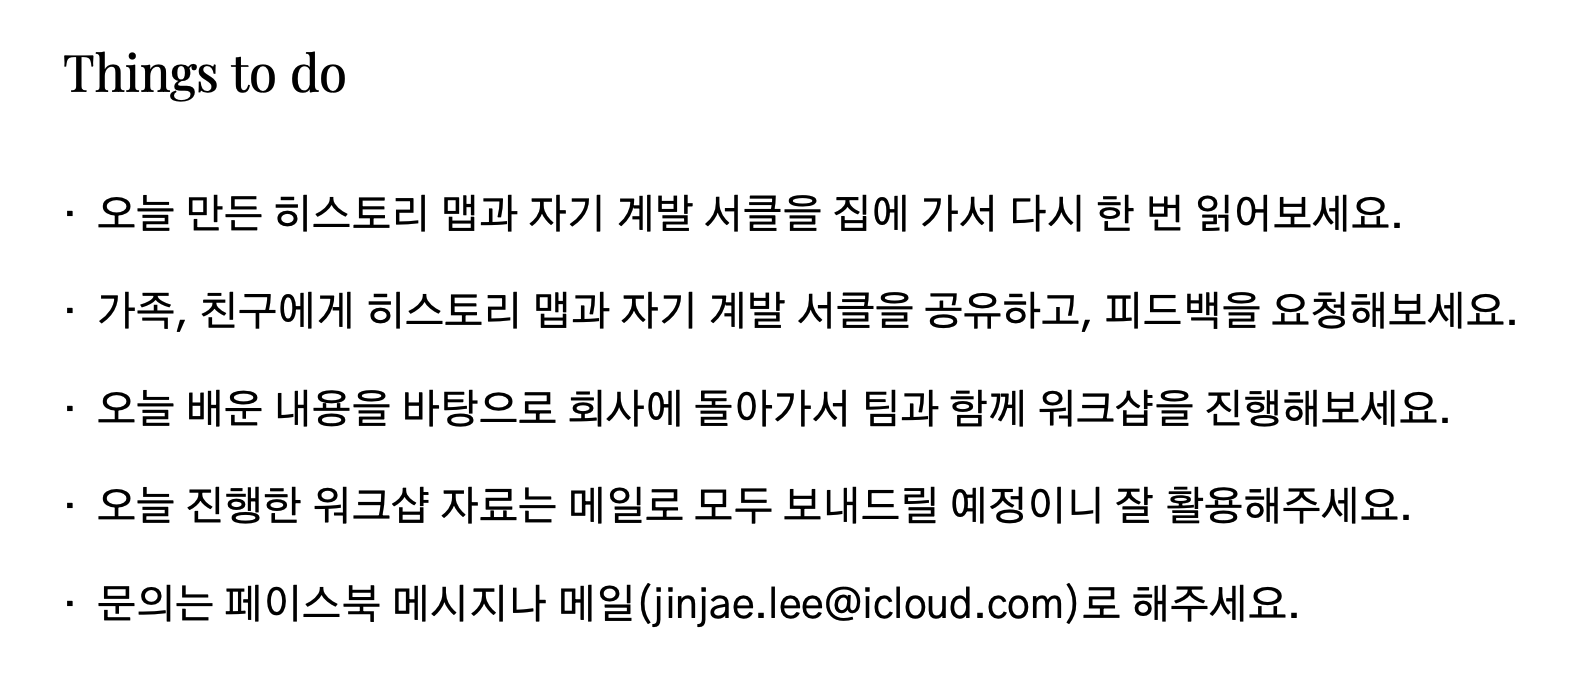 Things to do
· 오늘 만든 히스토리 맵과 자기 계발 서클을 집에 가서 다시 한 번 읽어보세요.
· 가족, 친구에게 히스토리 맵과 자기 계발 서클을 공유하고, 피드백을 요청해보세요.
· 오늘 배운 내용을 바탕으로 회사에 돌아가서 팀과 함께 워크샵을 진행해보세요.
· 오늘 진행한 워크샵 자료는 메일로 모두 보내드릴 예정이니 잘 활용해주세요.
· 문의는 페이스북 메시지나 메일(jinjae.lee@icloud.com)로 해주세요.